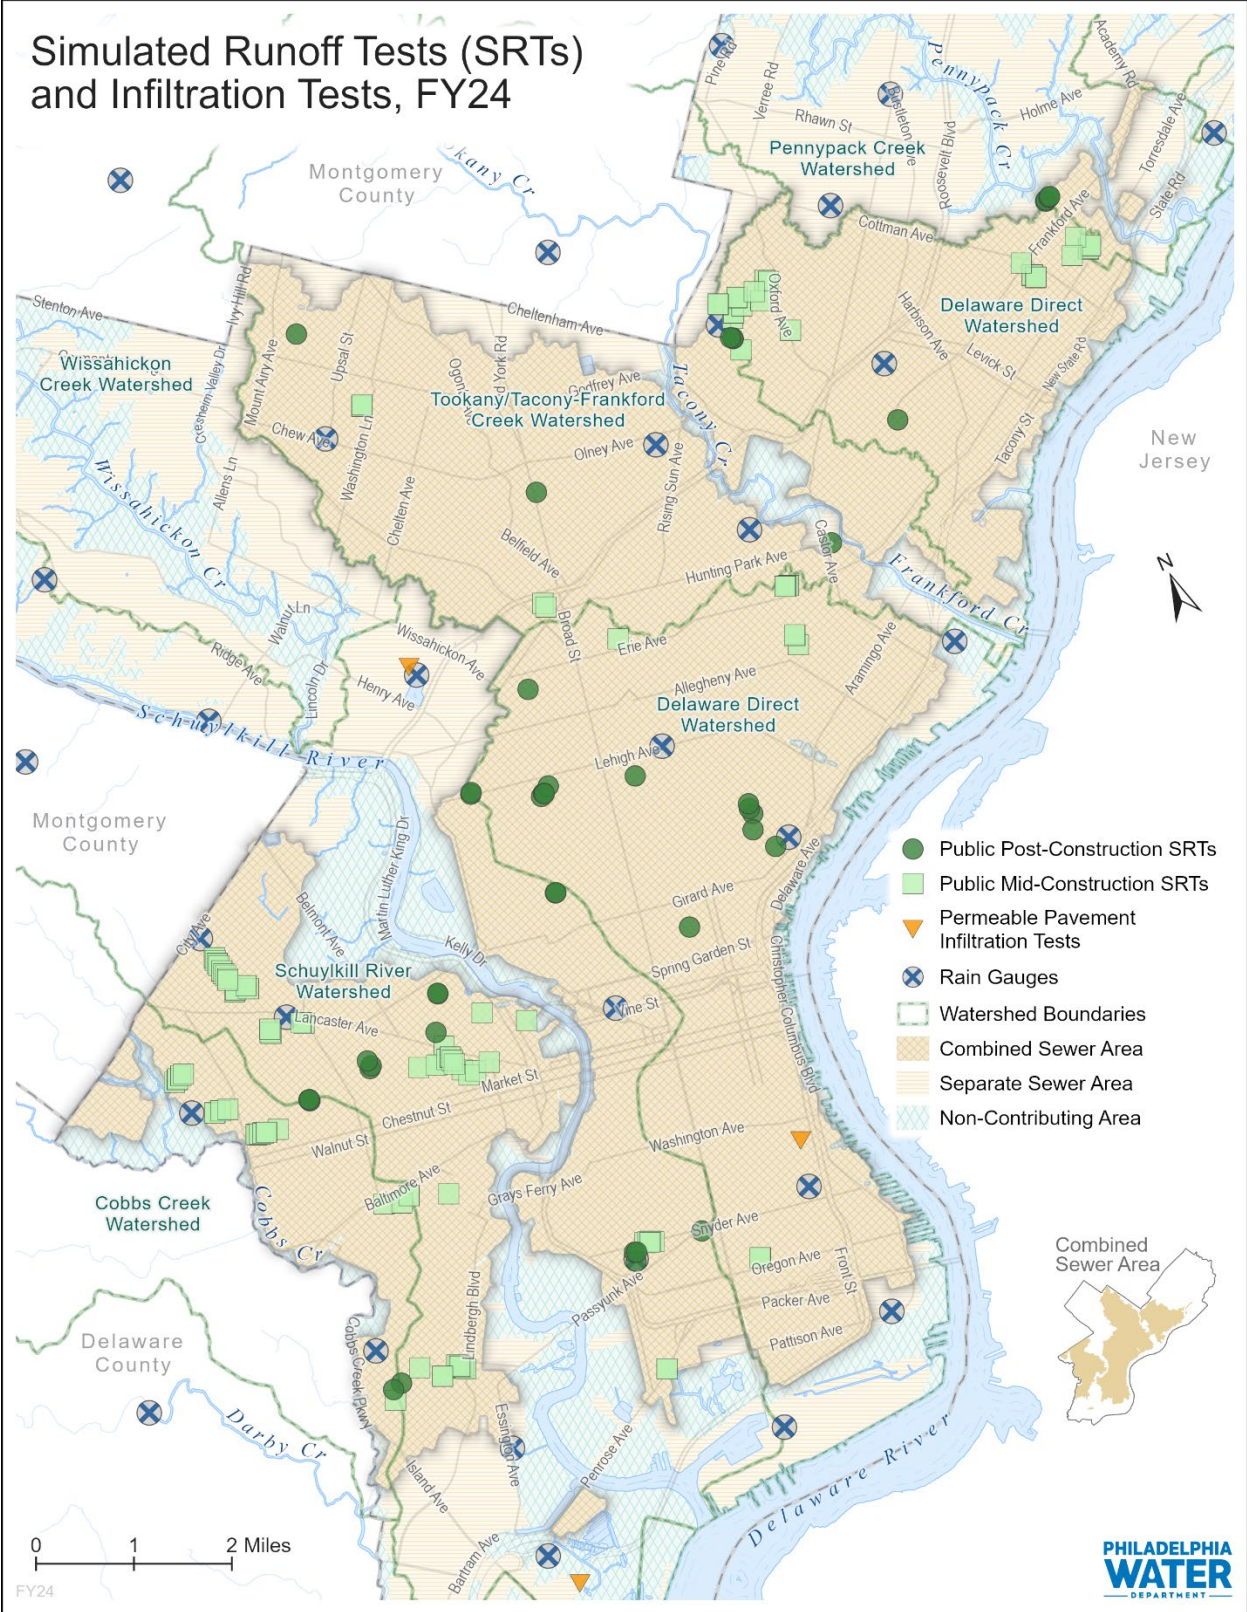 Simulated Runoff Tests (SRTs)
and Infiltration Tests, FY24
Pine Rd
Verree Rd
Rhawn St
Bustleton Ave
Roosevelt Blvd
Pennypack Cr
Holme Ave
Academy Rd
Torresdale Ave
State Rd
Pennypack Creek
Watershed
Montgomery
County
Cr
Cottman Ave
Frankford Ave
Oxford Ave
Harbison Ave
Delaware Direct
Watershed
Levick St
New State Rd
Tacony St
New
Jersey
Stenton Ave
Ivy Hill Rd
Cheltenham Ave
Wissahickon
Creek Watershed
Cresheim Valley Dr
Mount Airy Ave
Upsal St
York Rd
Godfrey Ave
Tookany/Tacony-Frankford
Creek Watershed
Tacony Cr
Chew Ave
Washington Ln
Olney Ave
Rising Sun Ave
Allens Ln
Chelten Ave
Wissahickon Cr
Belfield Ave
Hunting Park Ave
Castor Ave
Frankford Cr
N
Walnut Ln
Broad St
Erie Ave
Wissahickon Ave
Ridge Ave
Lincoln Dr
Henry Ave
Allegheny Ave
Aramingo Ave
Delaware Direct
Watershed
Schuylkill River
Lehigh Ave
Montgomery
County
Martin Luther King Dr
Delaware Ave
Girard Ave
Public Post-Construction SRTs
Public Mid-Construction SRTs
Permeable Pavement
Infiltration Tests
Rain Gauges
Watershed Boundaries
Combined Sewer Area
Separate Sewer Area
Non-Contributing Area
City Ave
Belmont Ave
Kelly Dr
Spring Garden St
Christopher Columbus Blvd
Schuylkill River
Watershed
Vine St
Lancaster Ave
Market St
Chestnut St
Walnut St
Washington Ave
Baltimore Ave
Grays Ferry Ave
Cobbs Creek
Watershed
Cobbs Cr
Snyder Ave
Oregon Ave
Front St
Passyunk Ave
Packer Ave
Pattison Ave
Combined
Sewer Area
Lindbergh Blvd
Cobbs Creek Pkwy
Delaware
County
Darby Cr
Essington Ave
Penrose Ave
Island Ave
Delaware River
Bartram Ave
0 1 2 Miles
FY24
PHILADELPHIA
WATER
DEPARTMENT